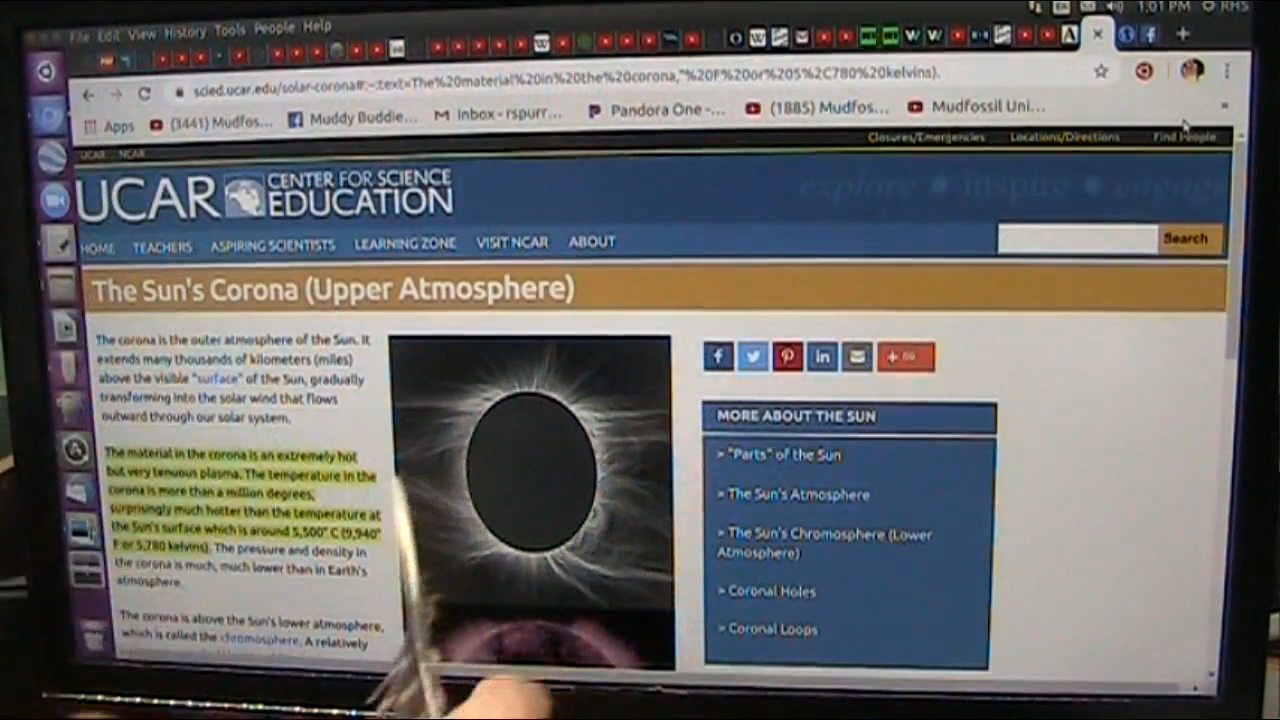 File Edit View History Tools People Help
1:01 PM RHS
scied.ucar.edu/solar-corona#:~:text=The%20material%20in%20the%20corona,"%20F%20or%205%2C780%20kelvins).
Apps (3441) Mudfos... Muddy Buddie... Inbox - rspurr... Pandora One -... (1885) Mudfos... Mudfossil Uni...
UCAR NCAR Closures/Emergencies Locations/Directions Find People
UCAR CENTER FOR SCIENCE
EDUCATION
explore • inspire • engage
HOME TEACHERS ASPIRING SCIENTISTS LEARNING ZONE VISIT NCAR ABOUT
Search
The Sun's Corona (Upper Atmosphere)
The corona is the outer atmosphere of the Sun. It
extends many thousands of kilometers (miles)
above the visible "surface" of the Sun, gradually
transforming into the solar wind that flows
outward through our solar system.
The material in the corona is an extremely hot
but very tenuous plasma. The temperature in the
corona is more than a million degrees,
surprisingly much hotter than the temperature at
the Sun's surface which is around 5,500° C (9,940°
F or 5,780 kelvins). The pressure and density in
the corona is much, much lower than in Earth's
atmosphere.
The corona is above the Sun's lower atmosphere,
which is called the chromosphere. A relatively
MORE ABOUT THE SUN
> "Parts" of the Sun
> The Sun's Atmosphere
> The Sun's Chromosphere (Lower
Atmosphere)
> Coronal Holes
> Coronal Loops